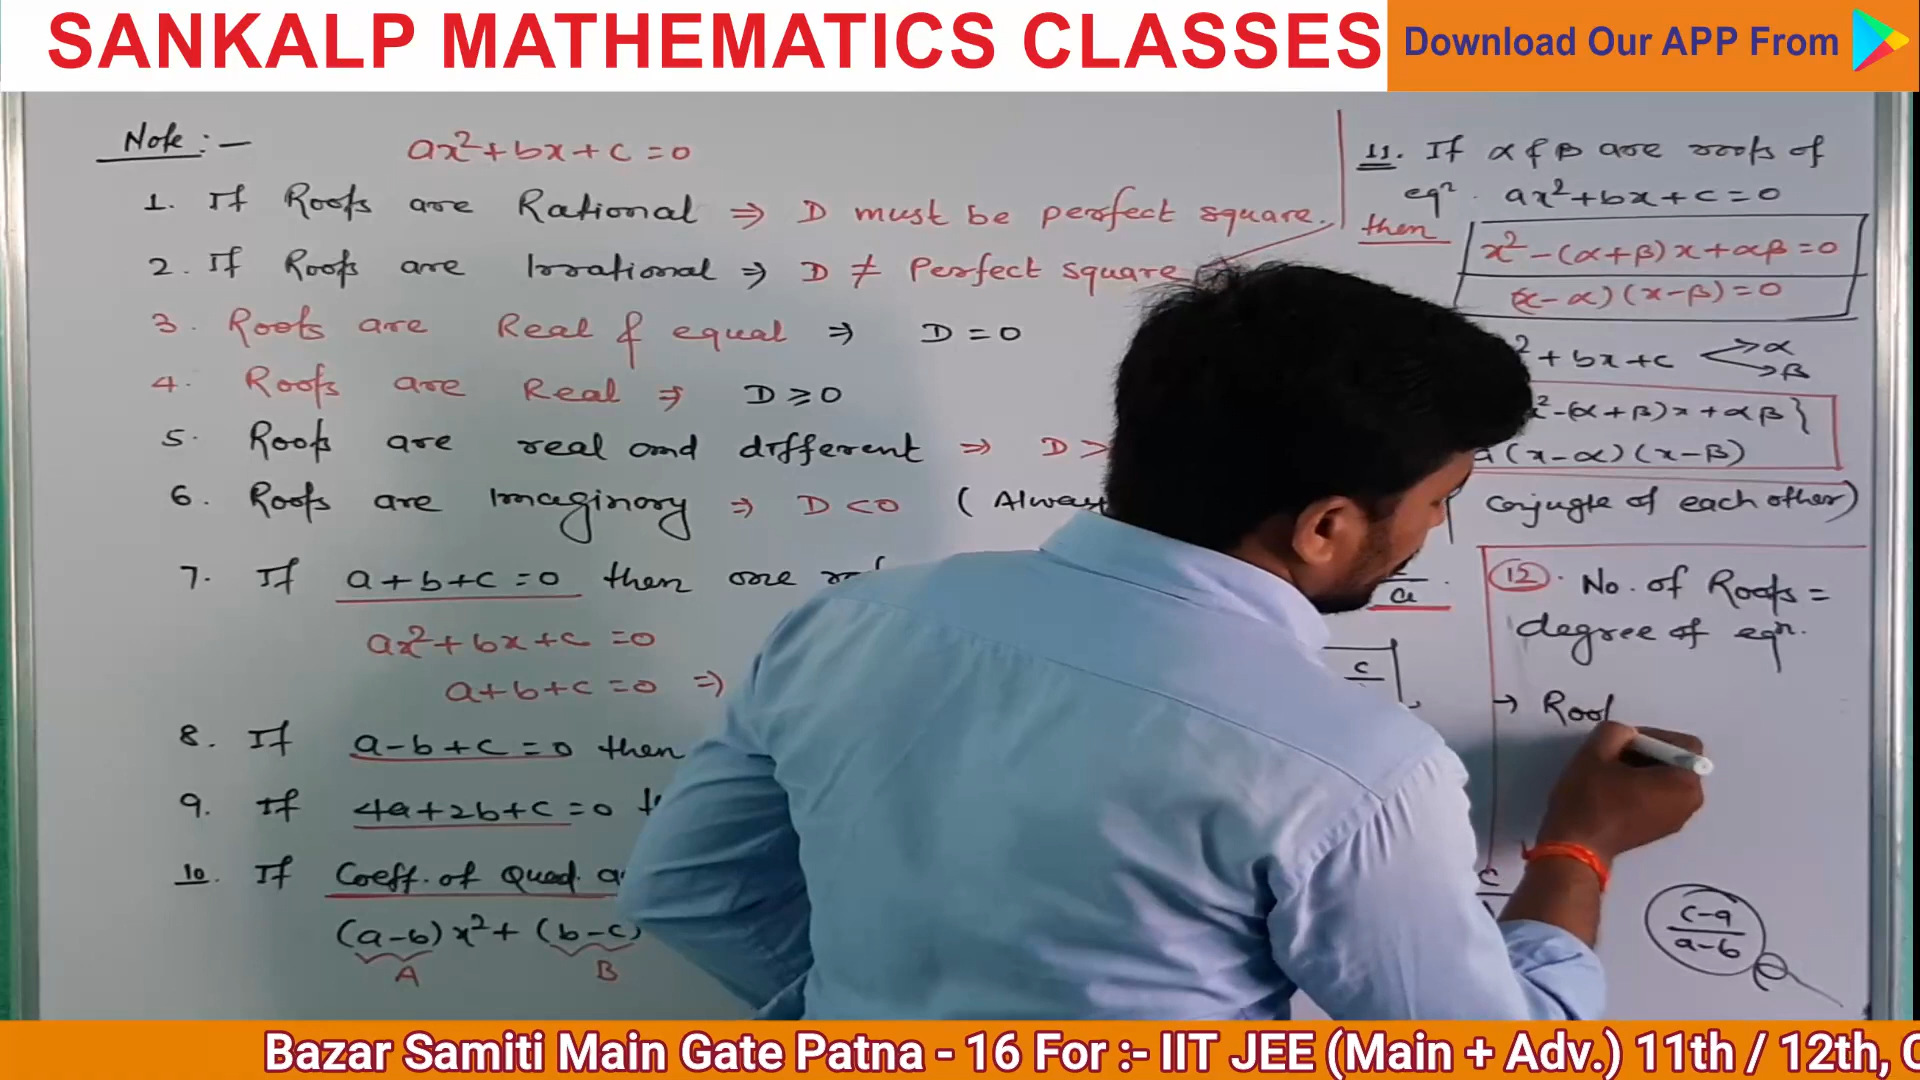 SANKALP MATHEMATICS CLASSES
Download Our APP From
Note :-
ax²+bx+c=0
1. If Roots are Rational ⇒ D must be perfect square.
2. If Roots are Irrational ⇒ D ≠ Perfect square
3. Roots are Real & equal ⇒ D = 0
4. Roots are Real ⇒ D ≥ 0
5. Roots are real and different ⇒ D >
6. Roots are Imaginary ⇒ D < 0 ( Always
conjugte of each other)
7. If a+b+c=0 then one
a
ax²+bx+c=0
a+b+c=0 ⇒
c
8. If a-b+c=0 then
9. If 4a+2b+c=0
10. If Coeff. of Quad.
(a-b)x²+(b-c)
A B
c
c-a
a-b
11. If α & β are roots of
eqn. ax²+bx+c=0
then
x²-(α+β)x+αβ=0
(x-α)(x-β)=0
²+bx+c α
β
x²-(α+β)x+αβ}
a(x-α)(x-β)
12. No. of Roots =
degree of eqn.
→ Root
Bazar Samiti Main Gate Patna - 16 For :- IIT JEE (Main + Adv.) 11th / 12th,